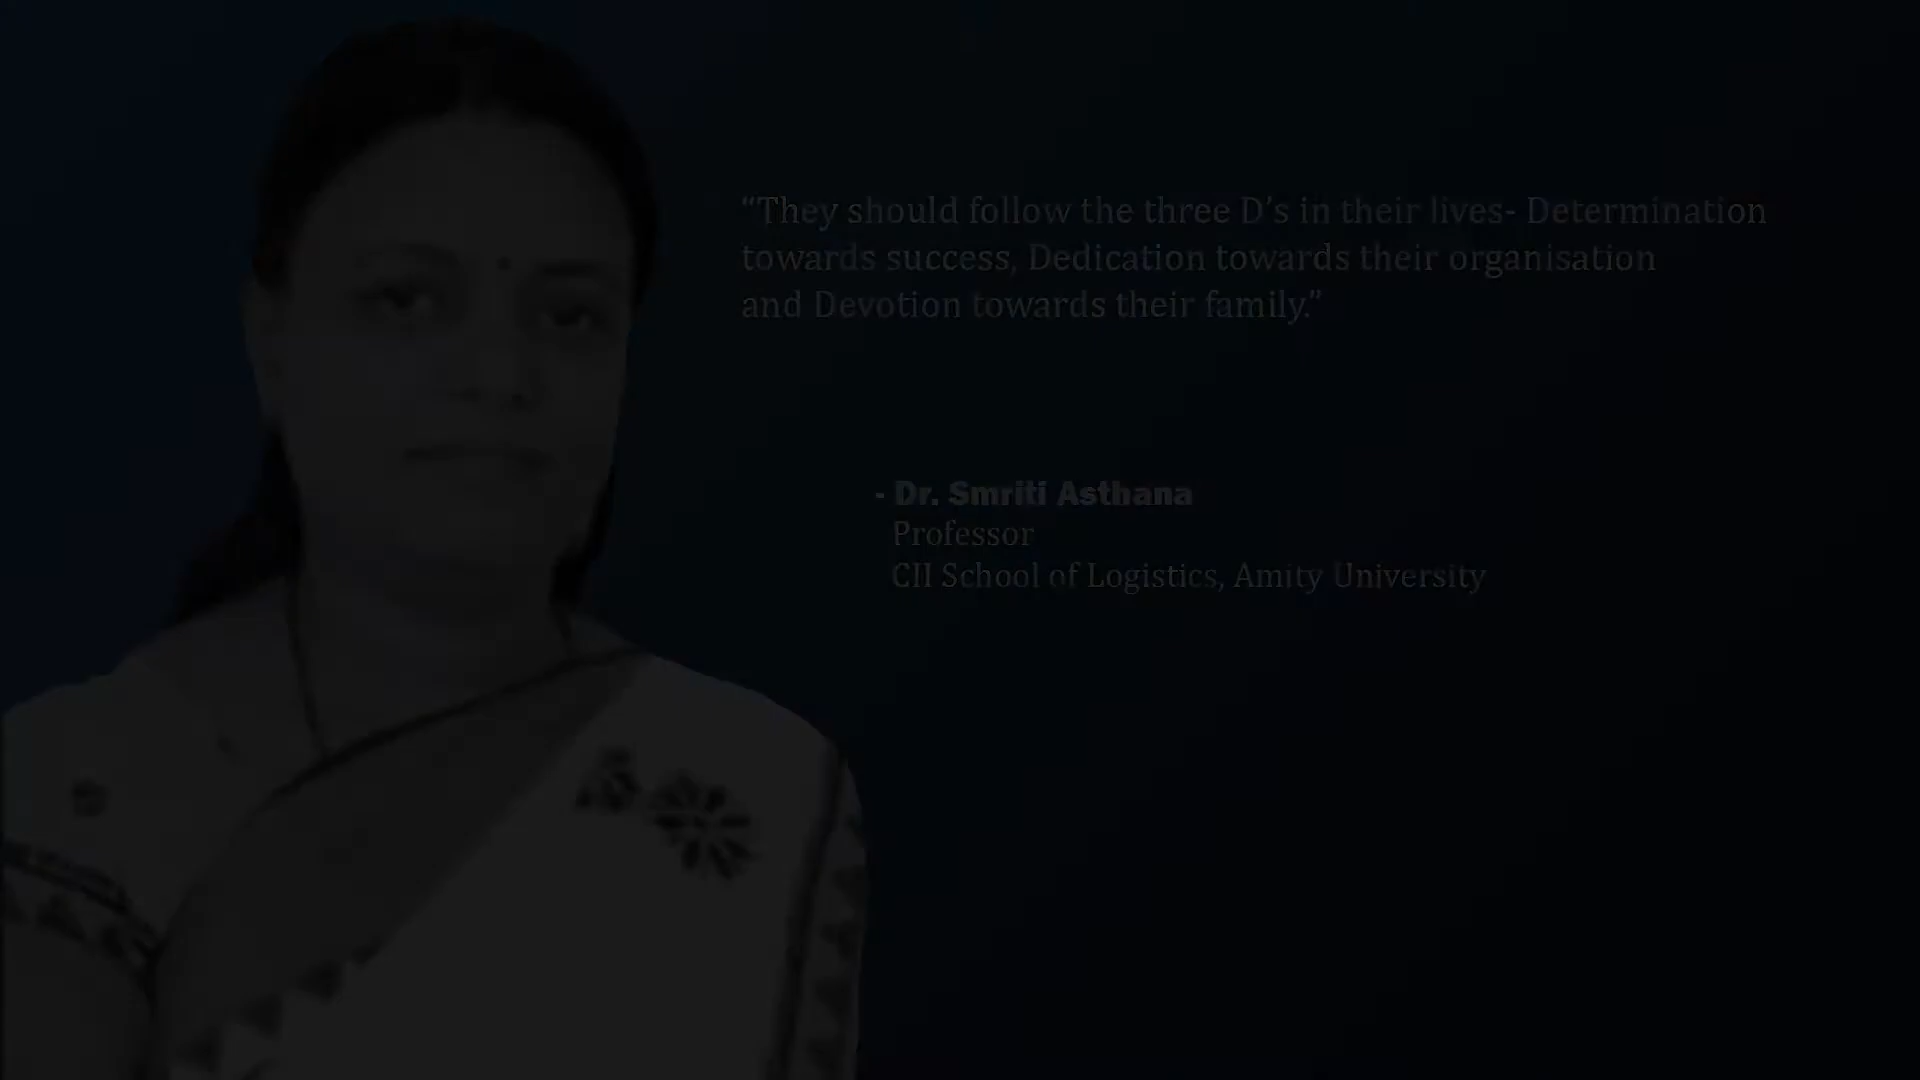 “They should follow the three D’s in their lives- Determination
towards success, Dedication towards their organisation
and Devotion towards their family.”
- Dr. Smriti Asthana
Professor
CII School of Logistics, Amity University